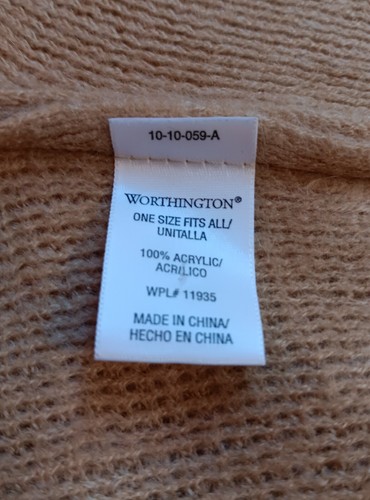 10-10-059-A
WORTHINGTON®
ONE SIZE FITS ALL/
UNITALLA
100% ACRYLIC/
ACRILICO
WPL# 11935
MADE IN CHINA/
HECHO EN CHINA